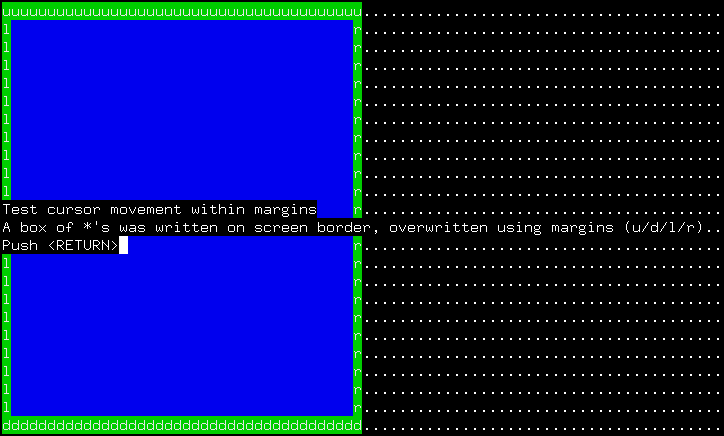 uuuuuuuuuuuuuuuuuuuuuuuuuuuuuuuuuuuuuuuu........................................
l                                      r........................................
l                                      r........................................
l                                      r........................................
l                                      r........................................
l                                      r........................................
l                                      r........................................
l                                      r........................................
l                                      r........................................
l                                      r........................................
l                                      r........................................
Test cursor movement within margins    r........................................
A box of *'s was written on screen border, overwritten using margins (u/d/l/r)..
Push <RETURN>                          r........................................
l                                      r........................................
l                                      r........................................
l                                      r........................................
l                                      r........................................
l                                      r........................................
l                                      r........................................
l                                      r........................................
l                                      r........................................
l                                      r........................................
dddddddddddddddddddddddddddddddddddddddd........................................